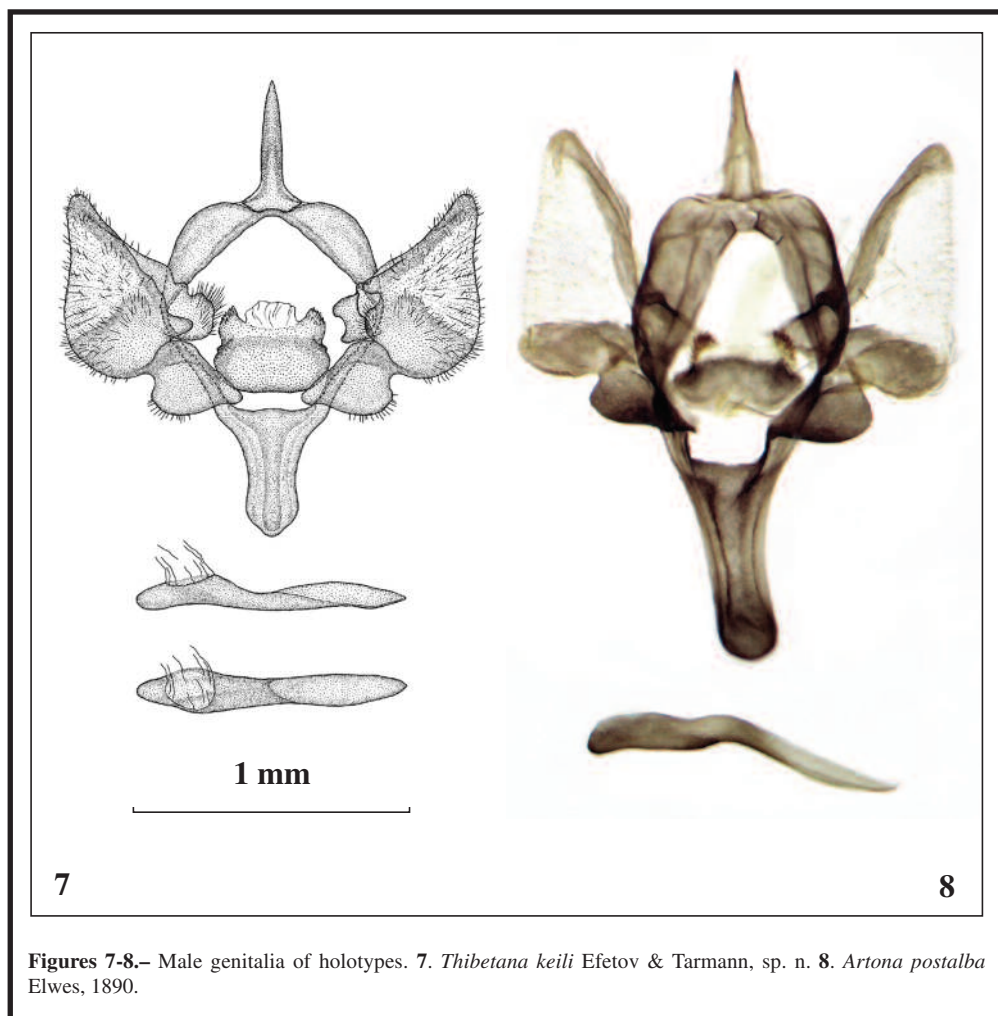 1 mm
7
8
Figures 7-8.– Male genitalia of holotypes. 7. Thibetana keili Efetov & Tarmann, sp. n. 8. Artona postalba
Elwes, 1890.